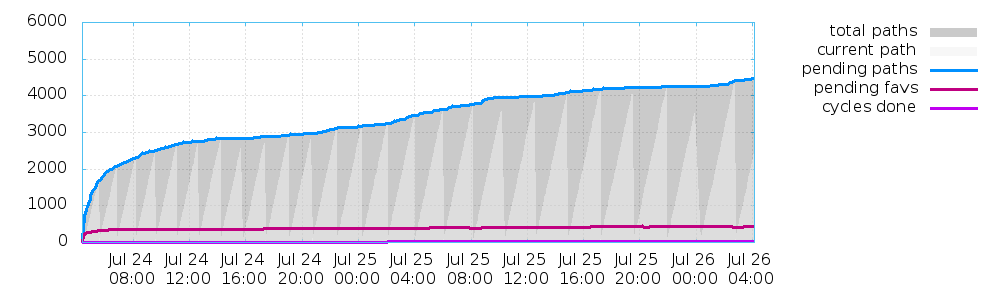 6000
5000
4000
3000
2000
1000
0
Jul 24 Jul 24 Jul 24 Jul 24 Jul 25 Jul 25 Jul 25 Jul 25 Jul 25 Jul 25 Jul 26 Jul 26
08:00 12:00 16:00 20:00 00:00 04:00 08:00 12:00 16:00 20:00 00:00 04:00
total paths
current path
pending paths
pending favs
cycles done